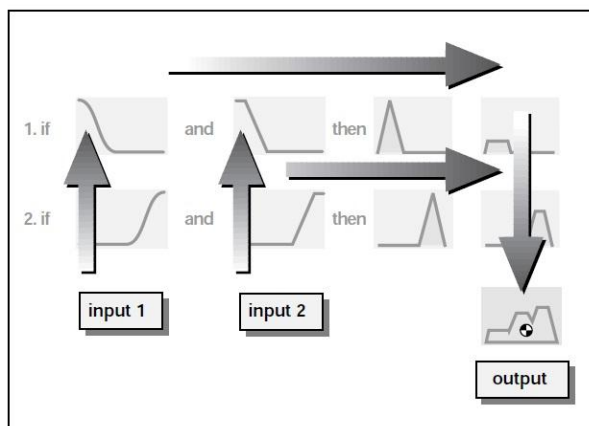 1. if and then
2. if and then
input 1 input 2
output